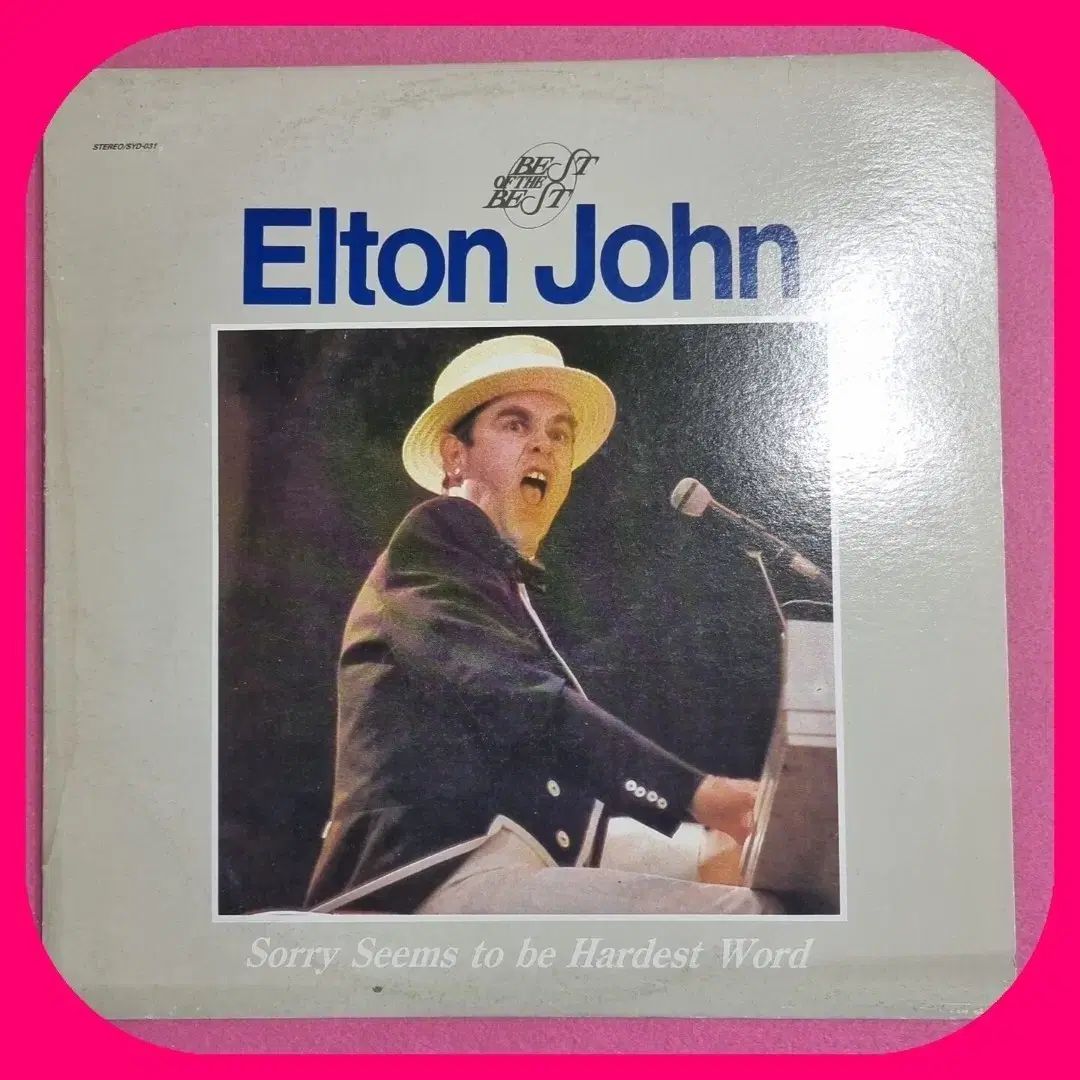 STEREO/SYD-031
BEST
OF THE
BEST
Elton John
Sorry Seems to be Hardest Word